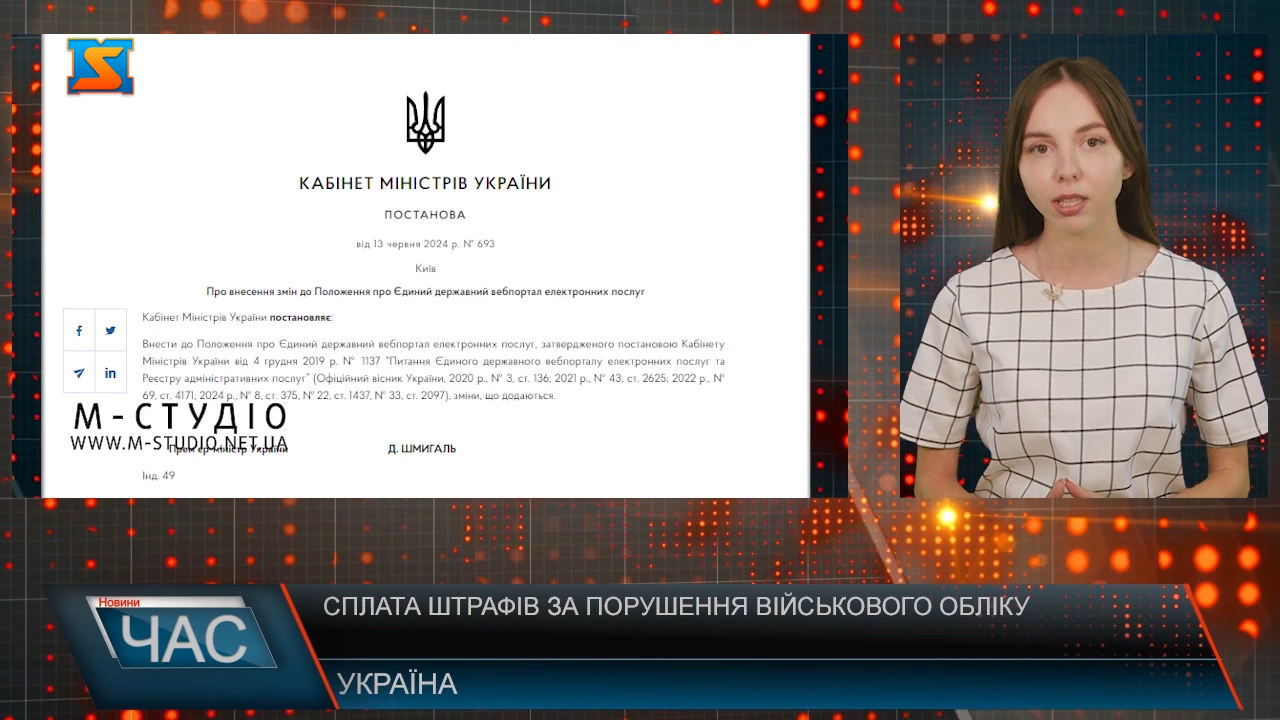 КАБІНЕТ МІНІСТРІВ УКРАЇНИ
ПОСТАНОВА
від 13 червня 2024 р. № 693
Київ
Про внесення змін до Положення про Єдиний державний вебпортал електронних послуг
Кабінет Міністрів України постановляє:
Внести до Положення про Єдиний державний вебпортал електронних послуг, затвердженого постановою Кабінету
Міністрів України від 4 грудня 2019 р. № 1137 “Питання Єдиного державного вебпорталу електронних послуг та
Реєстру адміністративних послуг” (Офіційний вісник України, 2020 р., № 3, ст. 136; 2021 р., № 43, ст. 2625; 2022 р., №
69, ст. 4171; 2024 р., № 8, ст. 375, № 22, ст. 1437, № 33, ст. 2097), зміни, що додаються.
М-СТУДІО
WWW.M-STUDIO.NET.UA
Прем'єр-міністр України Д. ШМИГАЛЬ
Інд. 49
СПЛАТА ШТРАФІВ ЗА ПОРУШЕННЯ ВІЙСЬКОВОГО ОБЛІКУ
Новини
ЧАС
УКРАЇНА